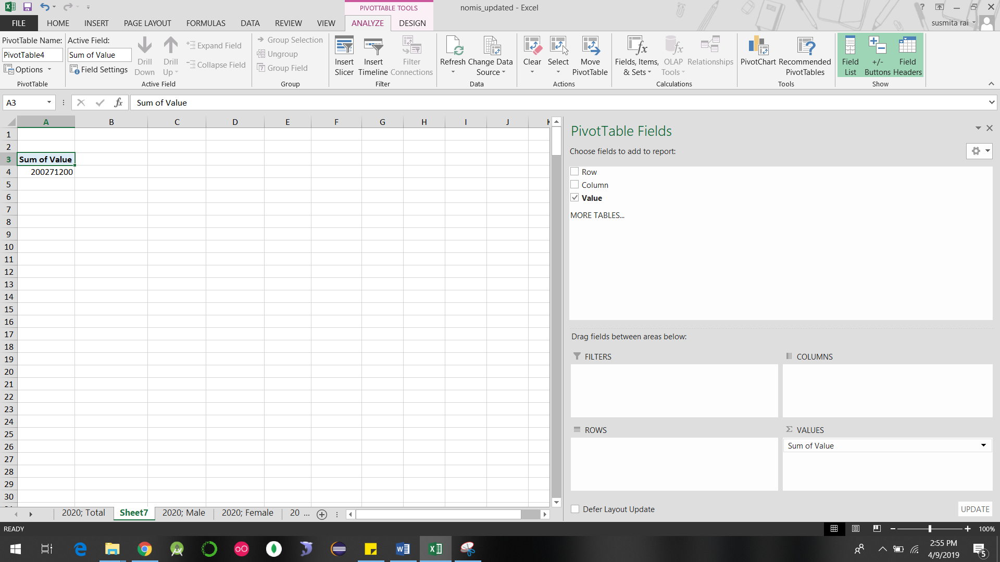 PIVOTTABLE TOOLS
nomis_updated - Excel
?
FILE HOME INSERT PAGE LAYOUT FORMULAS DATA REVIEW VIEW ANALYZE DESIGN
susmita rai
PivotTable Name:
PivotTable4
Options
PivotTable
Active Field:
Sum of Value
Field Settings
Drill Down
Drill Up
Expand Field
Collapse Field
Active Field
Group Selection
Ungroup
Group Field
Group
Insert Slicer
Insert Timeline
Filter Connections
Filter
Refresh
Change Data Source
Data
Clear
Select
Move PivotTable
Actions
Fields, Items, & Sets
OLAP Tools
Relationships
Calculations
PivotChart
Recommended PivotTables
Tools
Field List
+/- Buttons
Field Headers
Show
A3
fx
Sum of Value
A B C D E F G H I J K
1
2
3 Sum of Value
4 200271200
5
6
7
8
9
10
11
12
13
14
15
16
17
18
19
20
21
22
23
24
25
26
27
28
29
30
PivotTable Fields
Choose fields to add to report:
Row
Column
Value
MORE TABLES...
Drag fields between areas below:
FILTERS
COLUMNS
ROWS
Σ VALUES
Sum of Value
Defer Layout Update
UPDATE
2020; Total Sheet7 2020; Male 2020; Female 20 ...
READY
100%
2:55 PM
4/9/2019
5